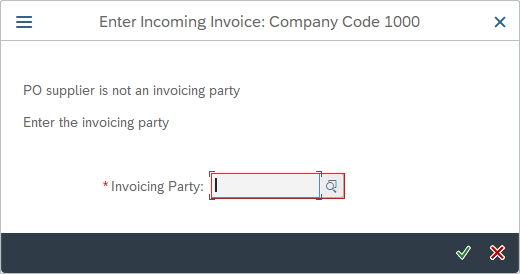 Enter Incoming Invoice: Company Code 1000
PO supplier is not an invoicing party
Enter the invoicing party
* Invoicing Party: